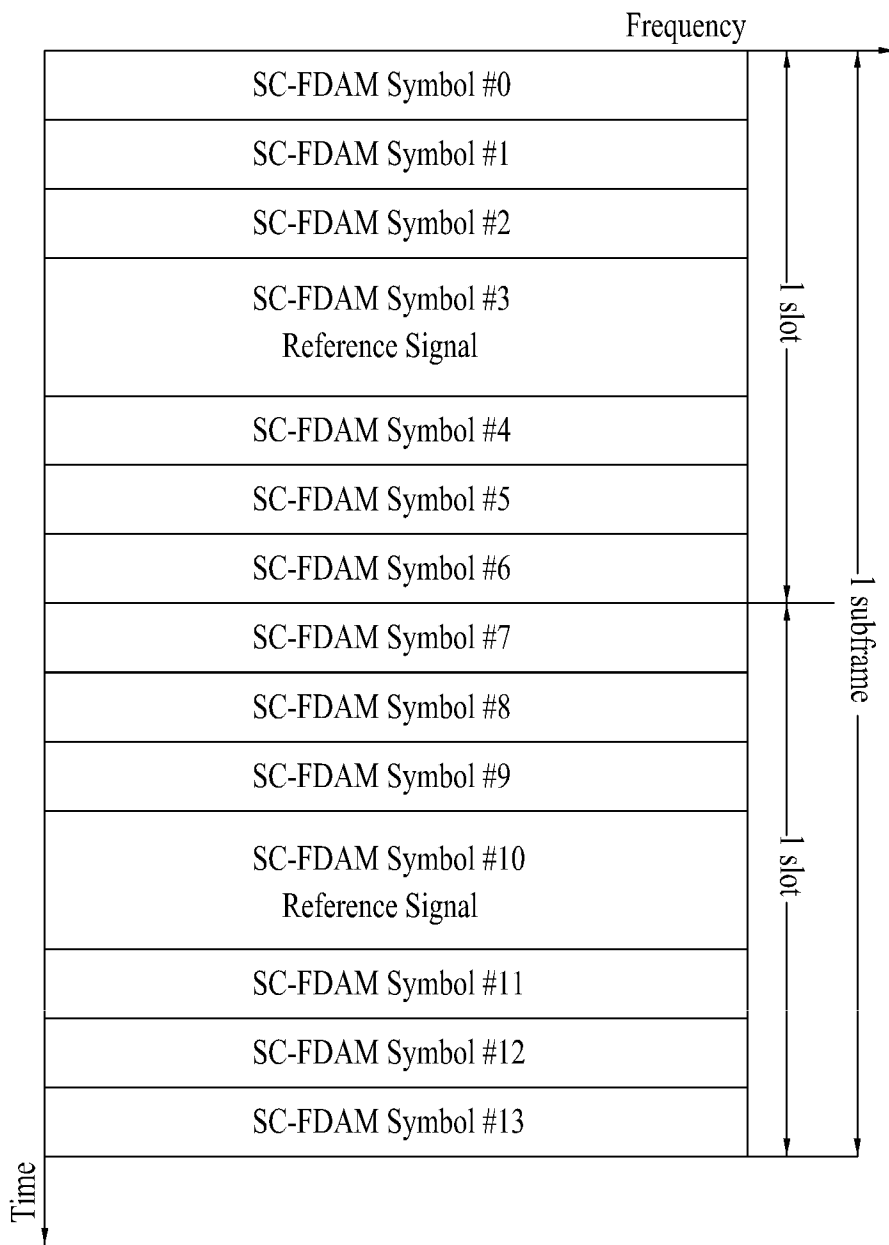 Frequency
SC-FDAM Symbol #0
SC-FDAM Symbol #1
SC-FDAM Symbol #2
SC-FDAM Symbol #3
Reference Signal
SC-FDAM Symbol #4
SC-FDAM Symbol #5
SC-FDAM Symbol #6
1 slot
SC-FDAM Symbol #7
SC-FDAM Symbol #8
SC-FDAM Symbol #9
SC-FDAM Symbol #10
Reference Signal
SC-FDAM Symbol #11
SC-FDAM Symbol #12
SC-FDAM Symbol #13
1 slot
1 subframe
Time